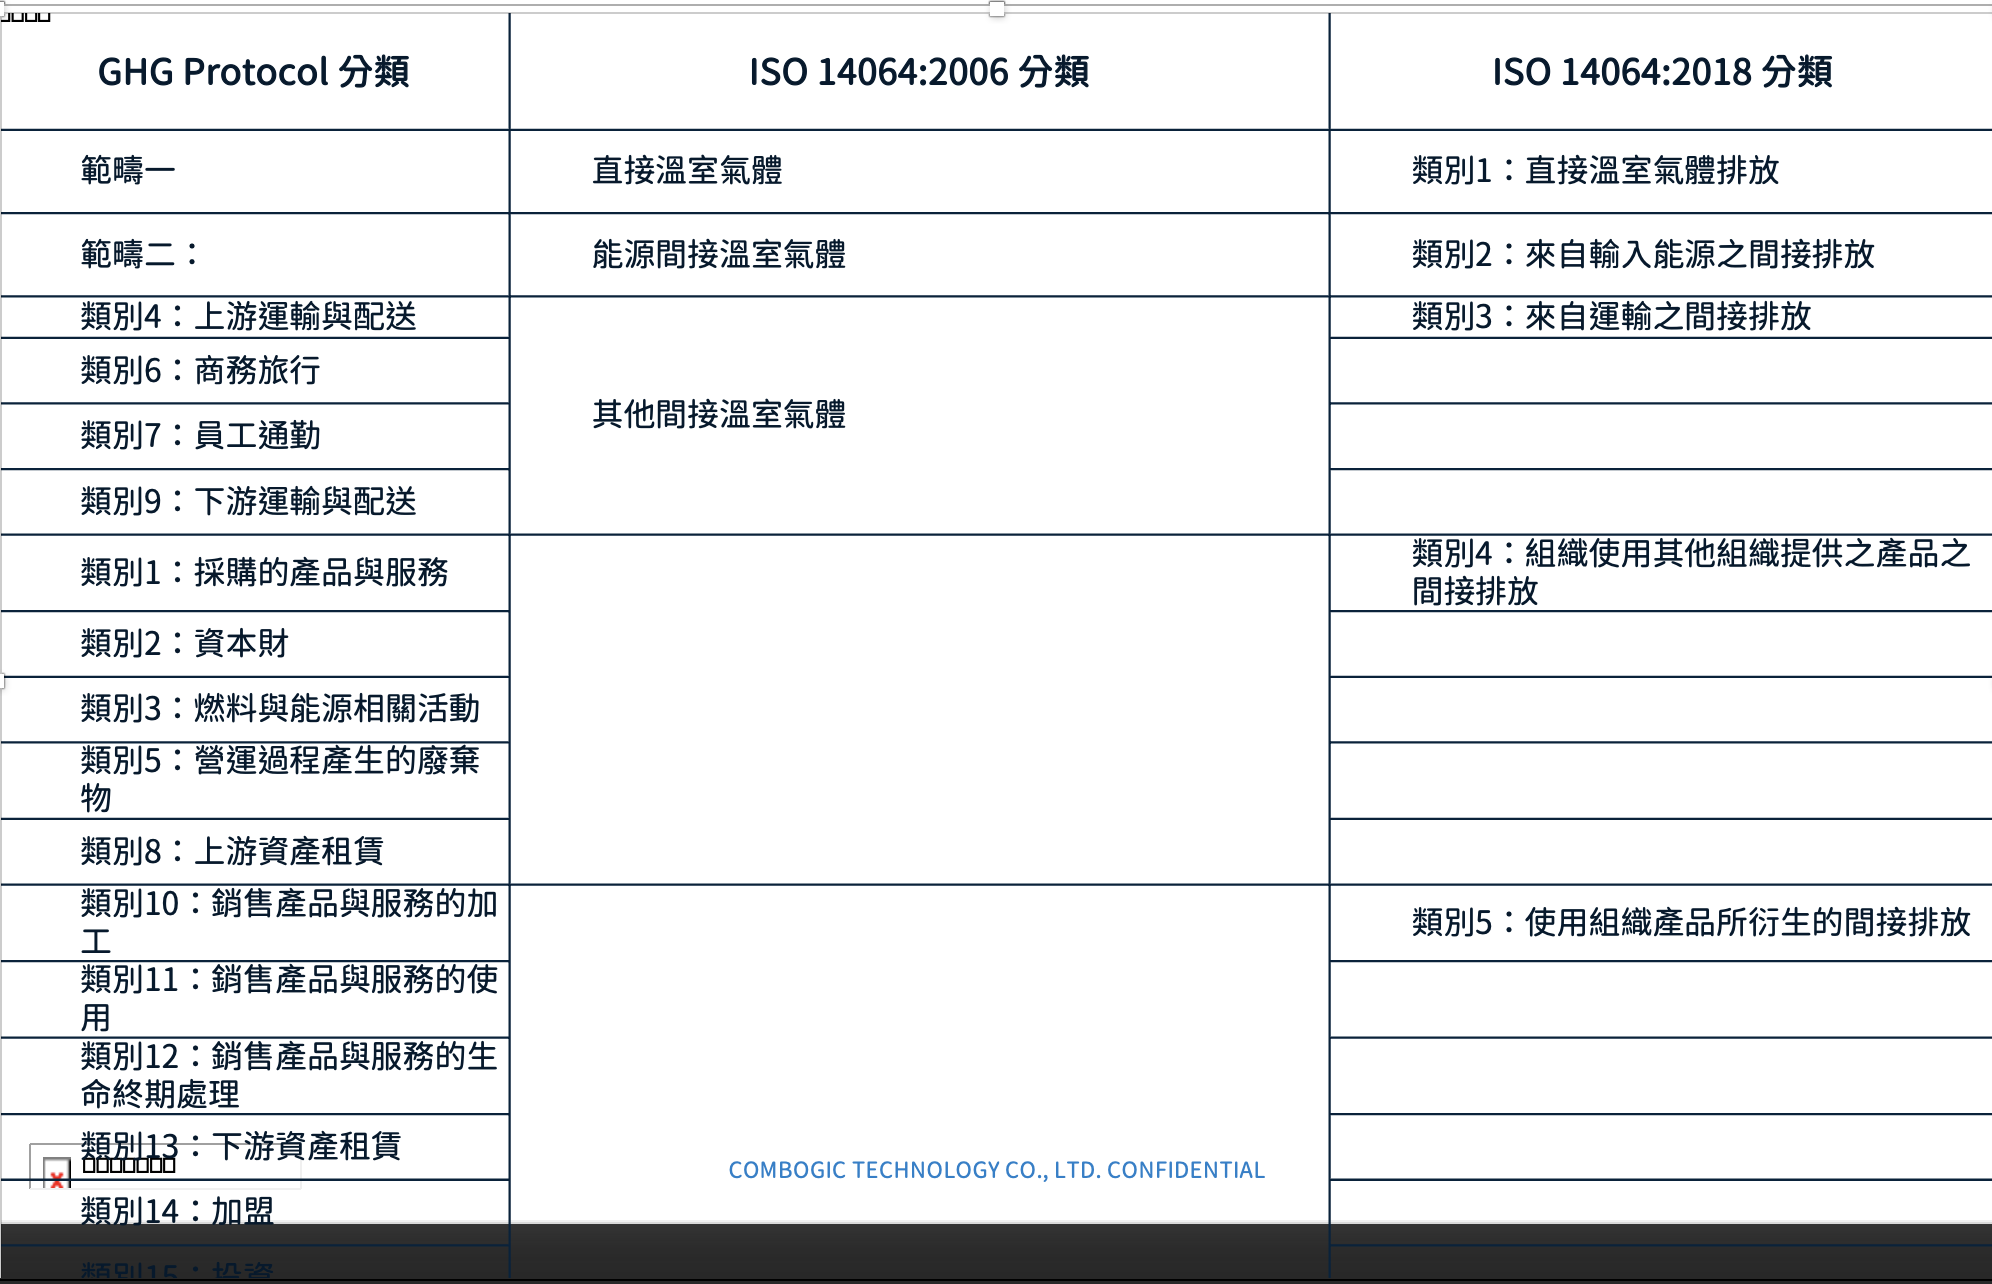 GHG Protocol 分類
ISO 14064:2006 分類
ISO 14064:2018 分類
範疇一
直接溫室氣體
類別1：直接溫室氣體排放
範疇二：
能源間接溫室氣體
類別2：來自輸入能源之間接排放
類別4：上游運輸與配送
類別3：來自運輸之間接排放
類別6：商務旅行
其他間接溫室氣體
類別7：員工通勤
類別9：下游運輸與配送
類別1：採購的產品與服務
類別4：組織使用其他組織提供之產品之
間接排放
類別2：資本財
類別3：燃料與能源相關活動
類別5：營運過程產生的廢棄
物
類別8：上游資產租賃
類別10：銷售產品與服務的加
工
類別5：使用組織產品所衍生的間接排放
類別11：銷售產品與服務的使
用
類別12：銷售產品與服務的生
命終期處理
類別13：下游資產租賃
COMBOGIC TECHNOLOGY CO., LTD. CONFIDENTIAL
類別14：加盟
類別15：投資